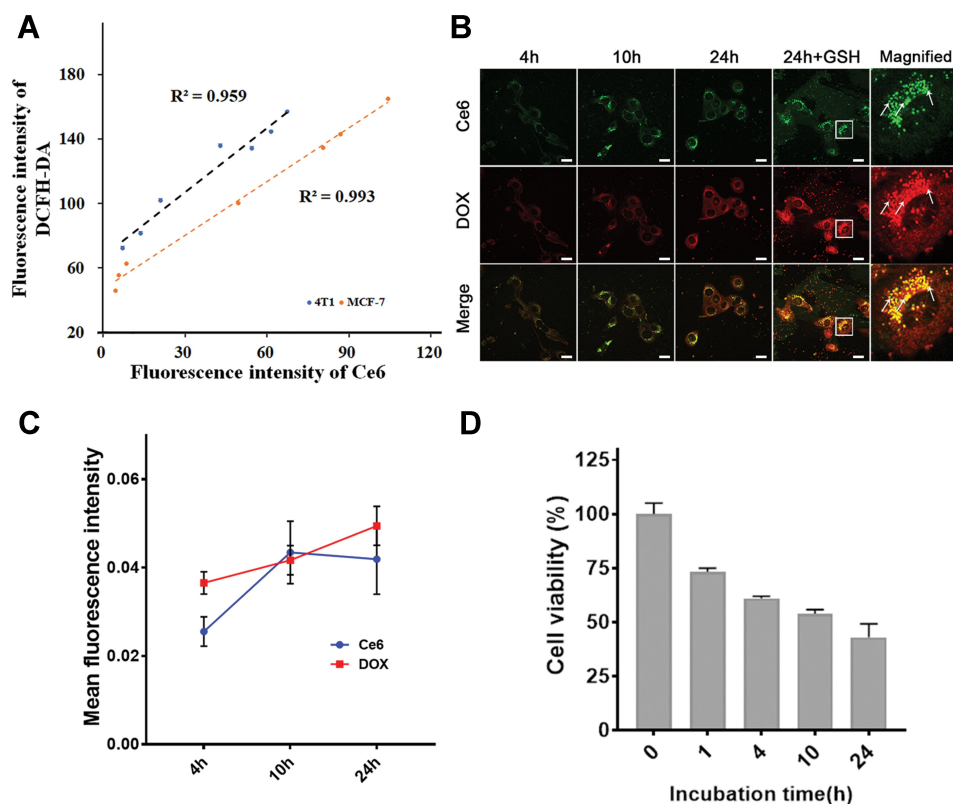 A
Fluorescence intensity of
DCFH-DA
180
140
100
60
20
R² = 0.959
R² = 0.993
4T1 MCF-7
0 30 60 90 120
Fluorescence intensity of Ce6
B
4h 10h 24h 24h+GSH Magnified
Ce6
DOX
Merge
C
Mean fluorescence intensity
0.06
0.04
0.02
0.00
Ce6
DOX
4h 10h 24h
D
Cell viability (%)
125
100
75
50
25
0
0 1 4 10 24
Incubation time(h)